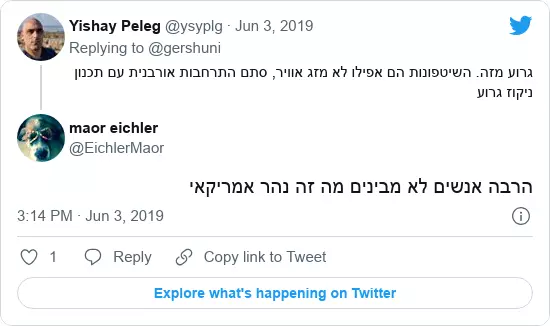 Yishay Peleg @ysyplg · Jun 3, 2019
Replying to @gershuni
גרוע מזה. השיטפונות הם אפילו לא מזג אוויר, סתם התרחבות אורבנית עם תכנון
ניקוז גרוע
maor eichler
@EichlerMaor
הרבה אנשים לא מבינים מה זה נהר אמריקאי
3:14 PM · Jun 3, 2019
1 Reply Copy link to Tweet
Explore what's happening on Twitter